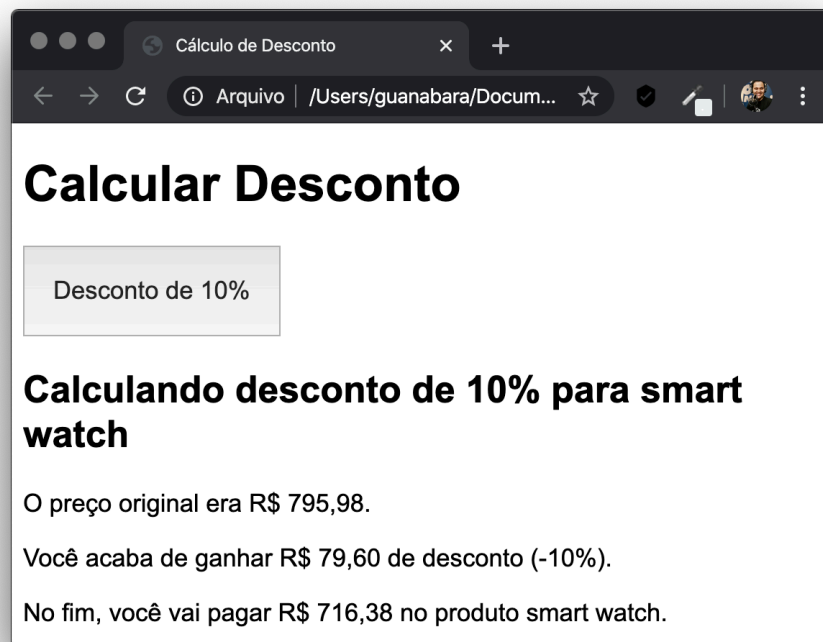 Cálculo de Desconto
Arquivo /Users/guanabara/Docum...
Calcular Desconto
Desconto de 10%
Calculando desconto de 10% para smart
watch
O preço original era R$ 795,98.
Você acaba de ganhar R$ 79,60 de desconto (-10%).
No fim, você vai pagar R$ 716,38 no produto smart watch.